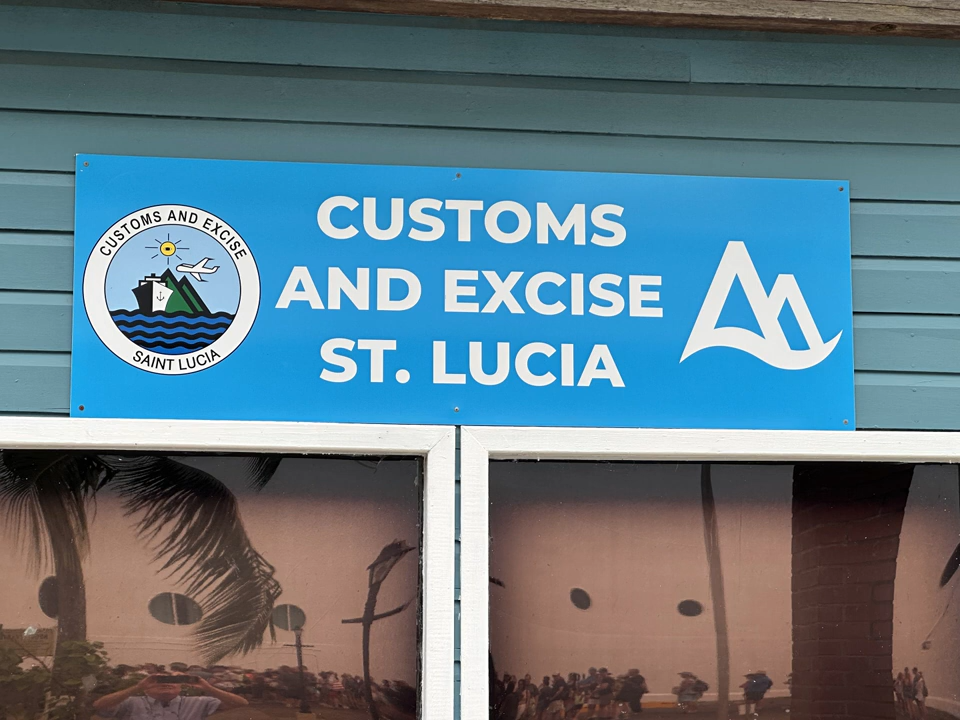 CUSTOMS AND EXCISE
SAINT LUCIA
CUSTOMS
AND EXCISE
ST. LUCIA